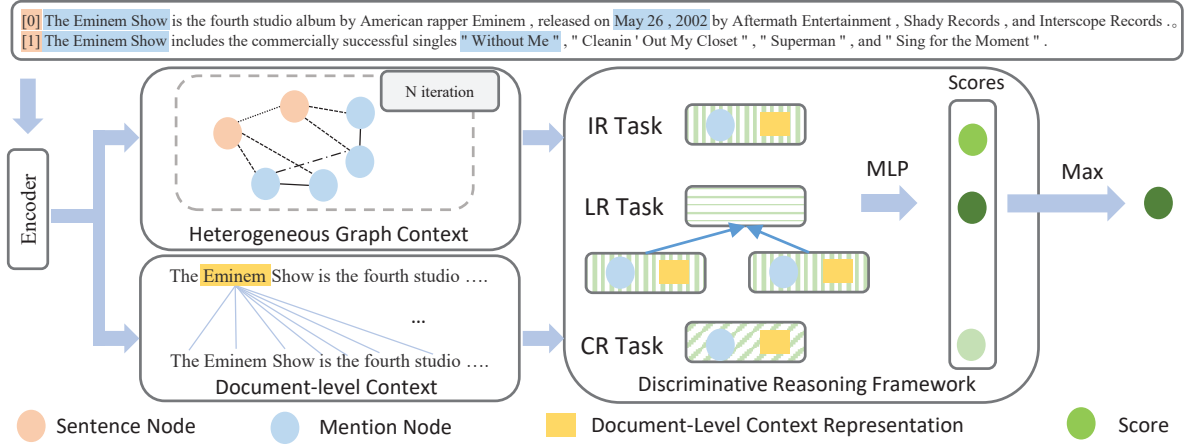 [0] The Eminem Show is the fourth studio album by American rapper Eminem , released on May 26 , 2002 by Aftermath Entertainment , Shady Records , and Interscope Records . 。
[1] The Eminem Show includes the commercially successful singles " Without Me " , " Cleanin ' Out My Closet " , " Superman " , and " Sing for the Moment " .
Encoder
N iteration
Heterogeneous Graph Context
The Eminem Show is the fourth studio ….
...
The Eminem Show is the fourth studio ….
Document-level Context
IR Task
LR Task
CR Task
Discriminative Reasoning Framework
MLP
Scores
Max
Sentence Node
Mention Node
Document-Level Context Representation
Score